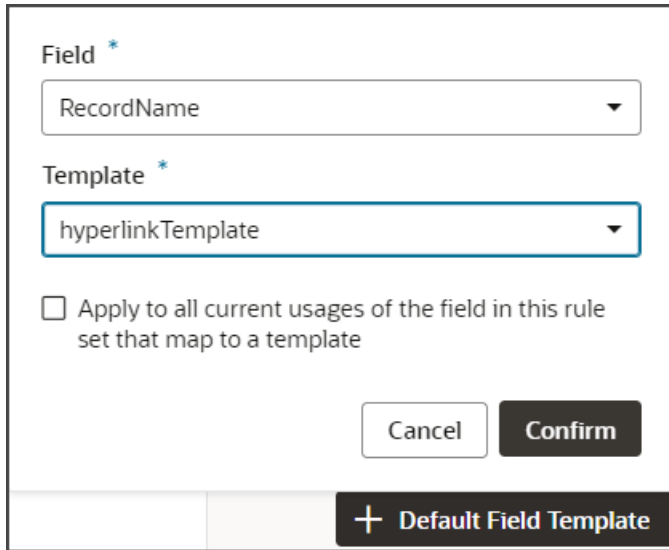 Field *
RecordName
Template *
hyperlinkTemplate
Apply to all current usages of the field in this rule
set that map to a template
Cancel Confirm
+ Default Field Template